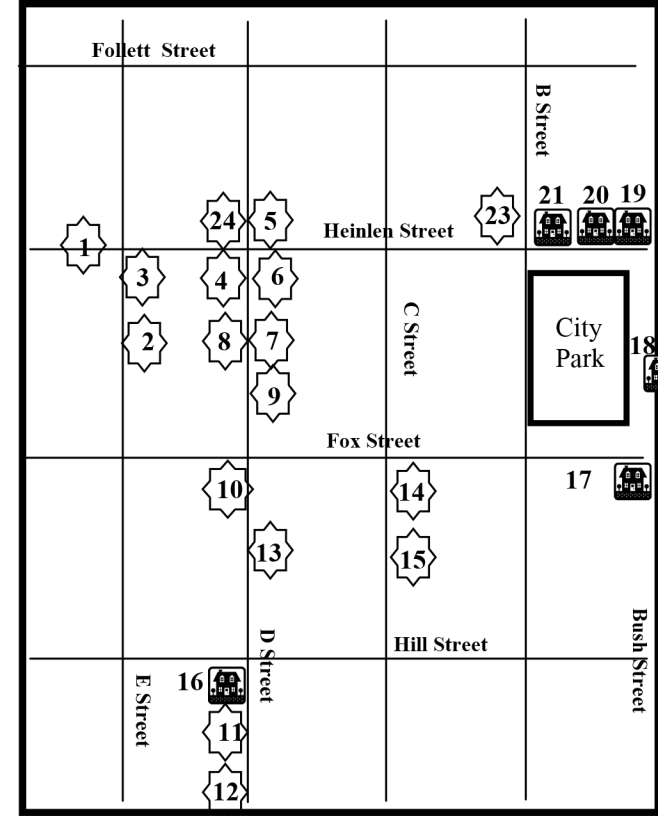 Follett Street
B Street
21 20 19
24 5 23
Heinlen Street
1
3 4 6
C Street
City
Park
2 8 7
18
9
Fox Street
10 14
17
13 15
Hill Street
D Street
Bush Street
16
E Street
11
12